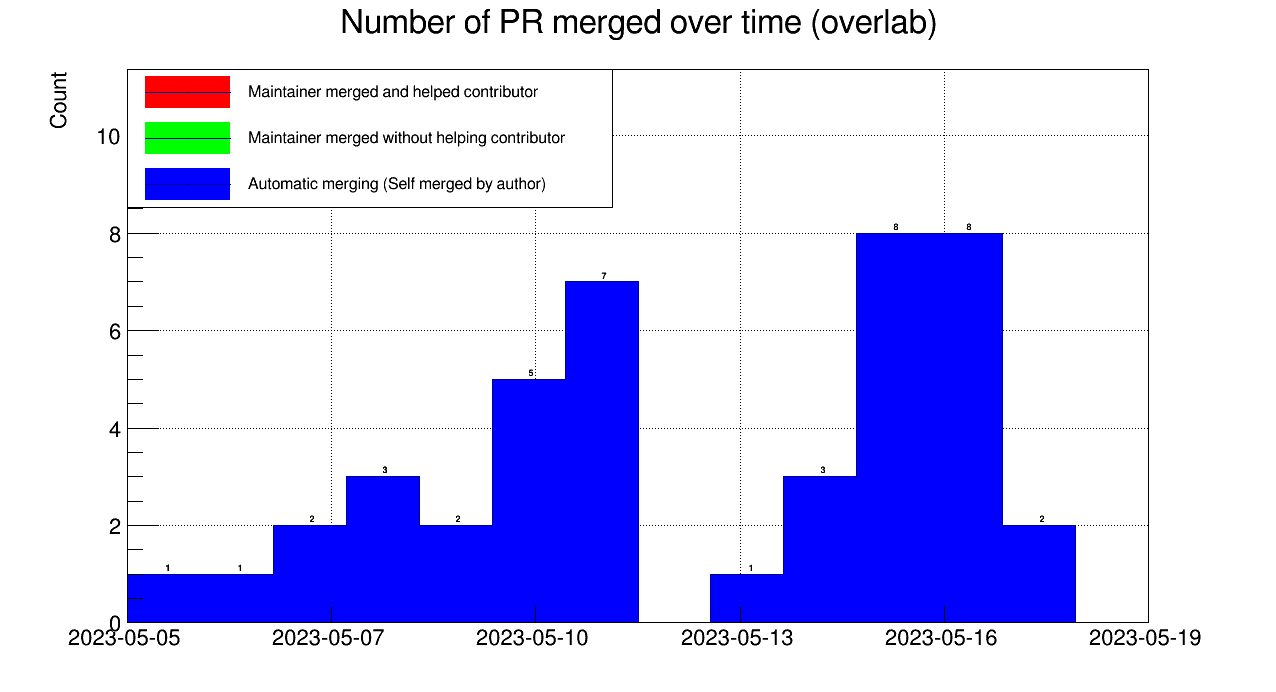 Number of PR merged over time (overlab)
Count
Maintainer merged and helped contributor
Maintainer merged without helping contributor
Automatic merging (Self merged by author)
10
8
6
4
2
0
1 1 2 3 2 5 7 1 3 8 8 2
2023-05-05 2023-05-07 2023-05-10 2023-05-13 2023-05-16 2023-05-19